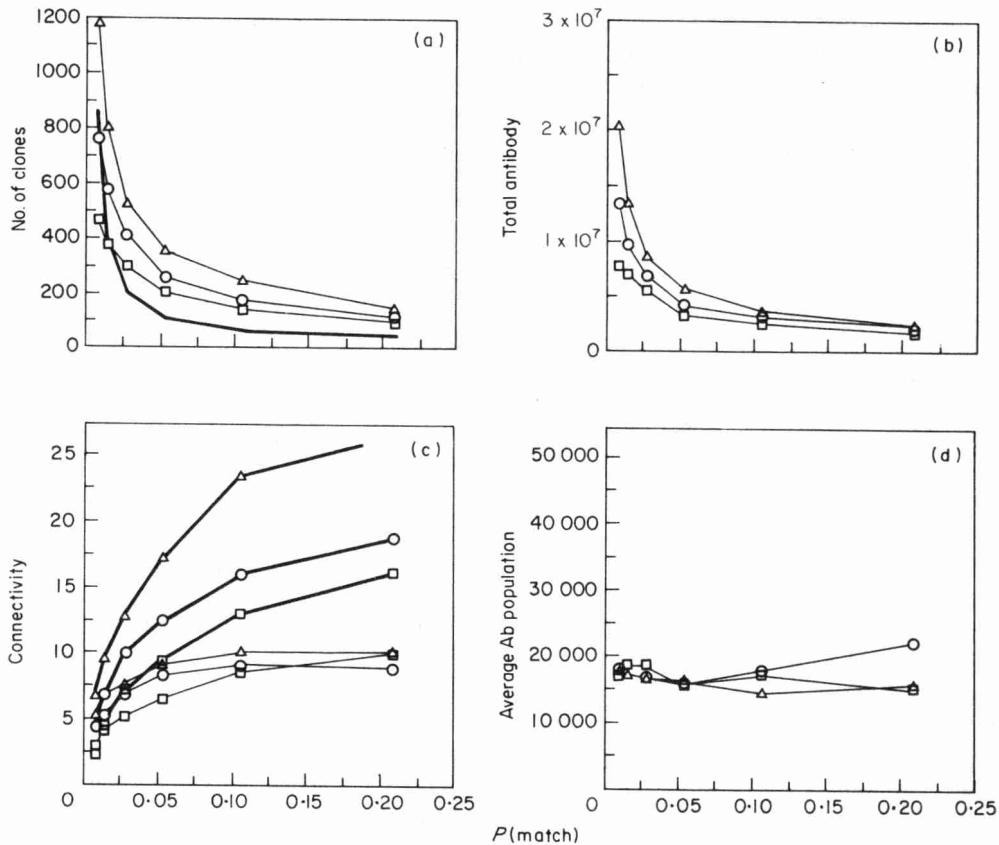 (a)
No. of clones
1200
1000
800
600
400
200
0
(b)
Total antibody
3 x 10⁷
2 x 10⁷
1 x 10⁷
0
(c)
Connectivity
25
20
15
10
5
0
0·05
0·10
0·15
0·20
0·25
(d)
Average Ab population
50 000
40 000
30 000
20 000
10 000
0
0·05
0·10
0·15
0·20
0·25
P(match)